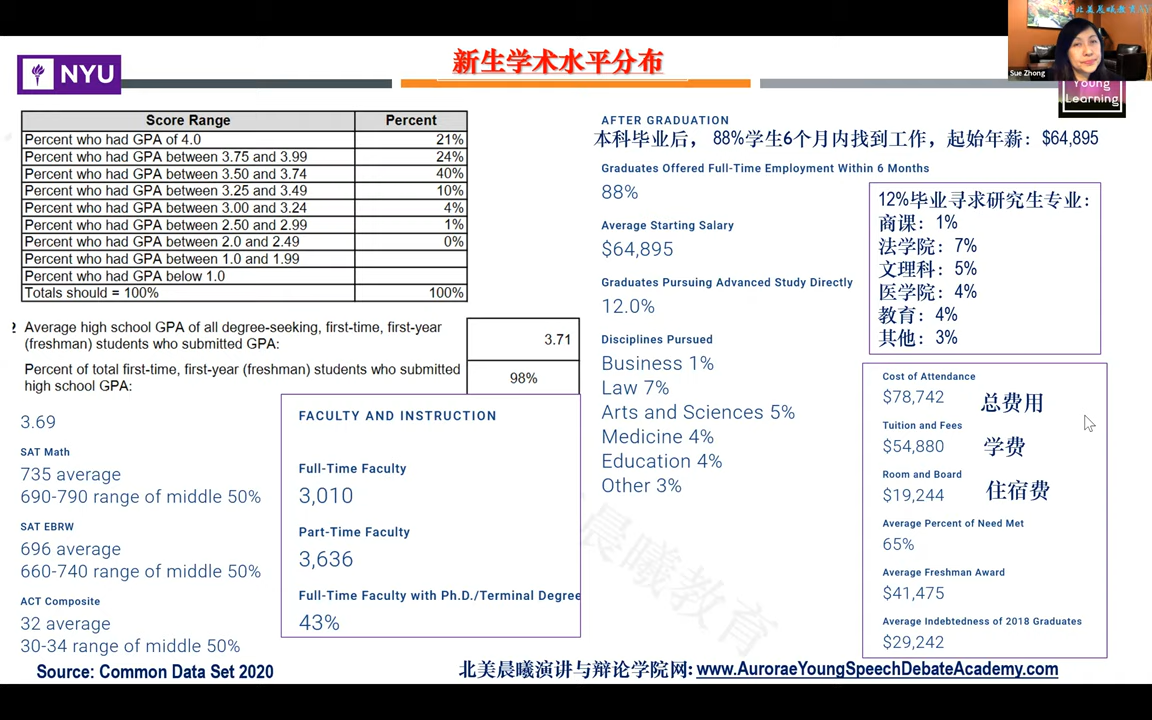 北美晨曦教育
Sue Zhong
Young
Learning
NYU
新生学术水平分布
Score Range Percent
Percent who had GPA of 4.0 21%
Percent who had GPA between 3.75 and 3.99 24%
Percent who had GPA between 3.50 and 3.74 40%
Percent who had GPA between 3.25 and 3.49 10%
Percent who had GPA between 3.00 and 3.24 4%
Percent who had GPA between 2.50 and 2.99 1%
Percent who had GPA between 2.0 and 2.49 0%
Percent who had GPA between 1.0 and 1.99
Percent who had GPA below 1.0
Totals should = 100% 100%
Average high school GPA of all degree-seeking, first-time, first-year
(freshman) students who submitted GPA:
3.71
Percent of total first-time, first-year (freshman) students who submitted
high school GPA:
98%
3.69
SAT Math
735 average
690-790 range of middle 50%
SAT EBRW
696 average
660-740 range of middle 50%
ACT Composite
32 average
30-34 range of middle 50%
FACULTY AND INSTRUCTION
Full-Time Faculty
3,010
Part-Time Faculty
3,636
Full-Time Faculty with Ph.D./Terminal Degree
43%
AFTER GRADUATION
本科毕业后， 88%学生6个月内找到工作，起始年薪：$64,895
Graduates Offered Full-Time Employment Within 6 Months
88%
Average Starting Salary
$64,895
Graduates Pursuing Advanced Study Directly
12.0%
Disciplines Pursued
Business 1%
Law 7%
Arts and Sciences 5%
Medicine 4%
Education 4%
Other 3%
12%毕业寻求研究生专业：
商课：1%
法学院：7%
文理科：5%
医学院：4%
教育：4%
其他：3%
Cost of Attendance
$78,742 总费用
Tuition and Fees
$54,880 学费
Room and Board
$19,244 住宿费
Average Percent of Need Met
65%
Average Freshman Award
$41,475
Average Indebtedness of 2018 Graduates
$29,242
晨曦教育
Source: Common Data Set 2020
北美晨曦演讲与辩论学院网: www.AuroraeYoungSpeechDebateAcademy.com